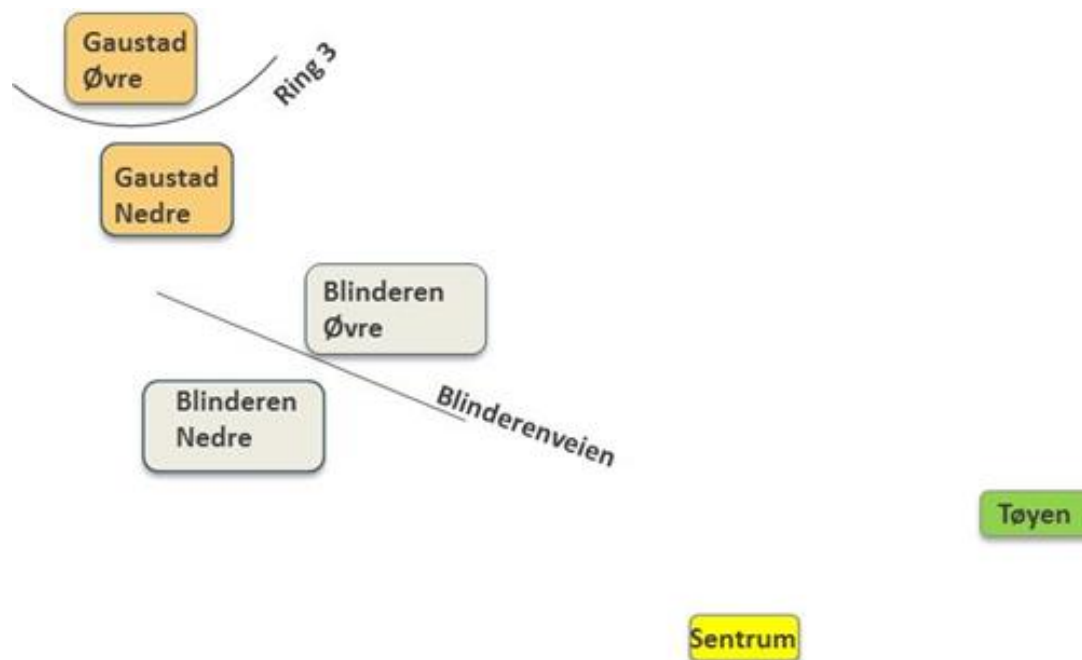 Gaustad
Øvre
Ring 3
Gaustad
Nedre
Blinderen
Øvre
Blinderen
Nedre
Blinderenveien
Tøyen
Sentrum